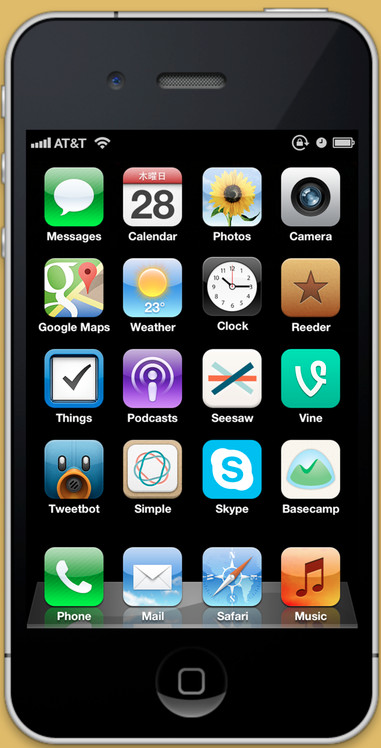 AT&T
木曜日
28
Messages
Calendar
Photos
Camera
23°
12
Google Maps
Weather
Clock
Reeder
Things
Podcasts
Seesaw
Vine
S
Tweetbot
Simple
Skype
Basecamp
Phone
Mail
Safari
Music